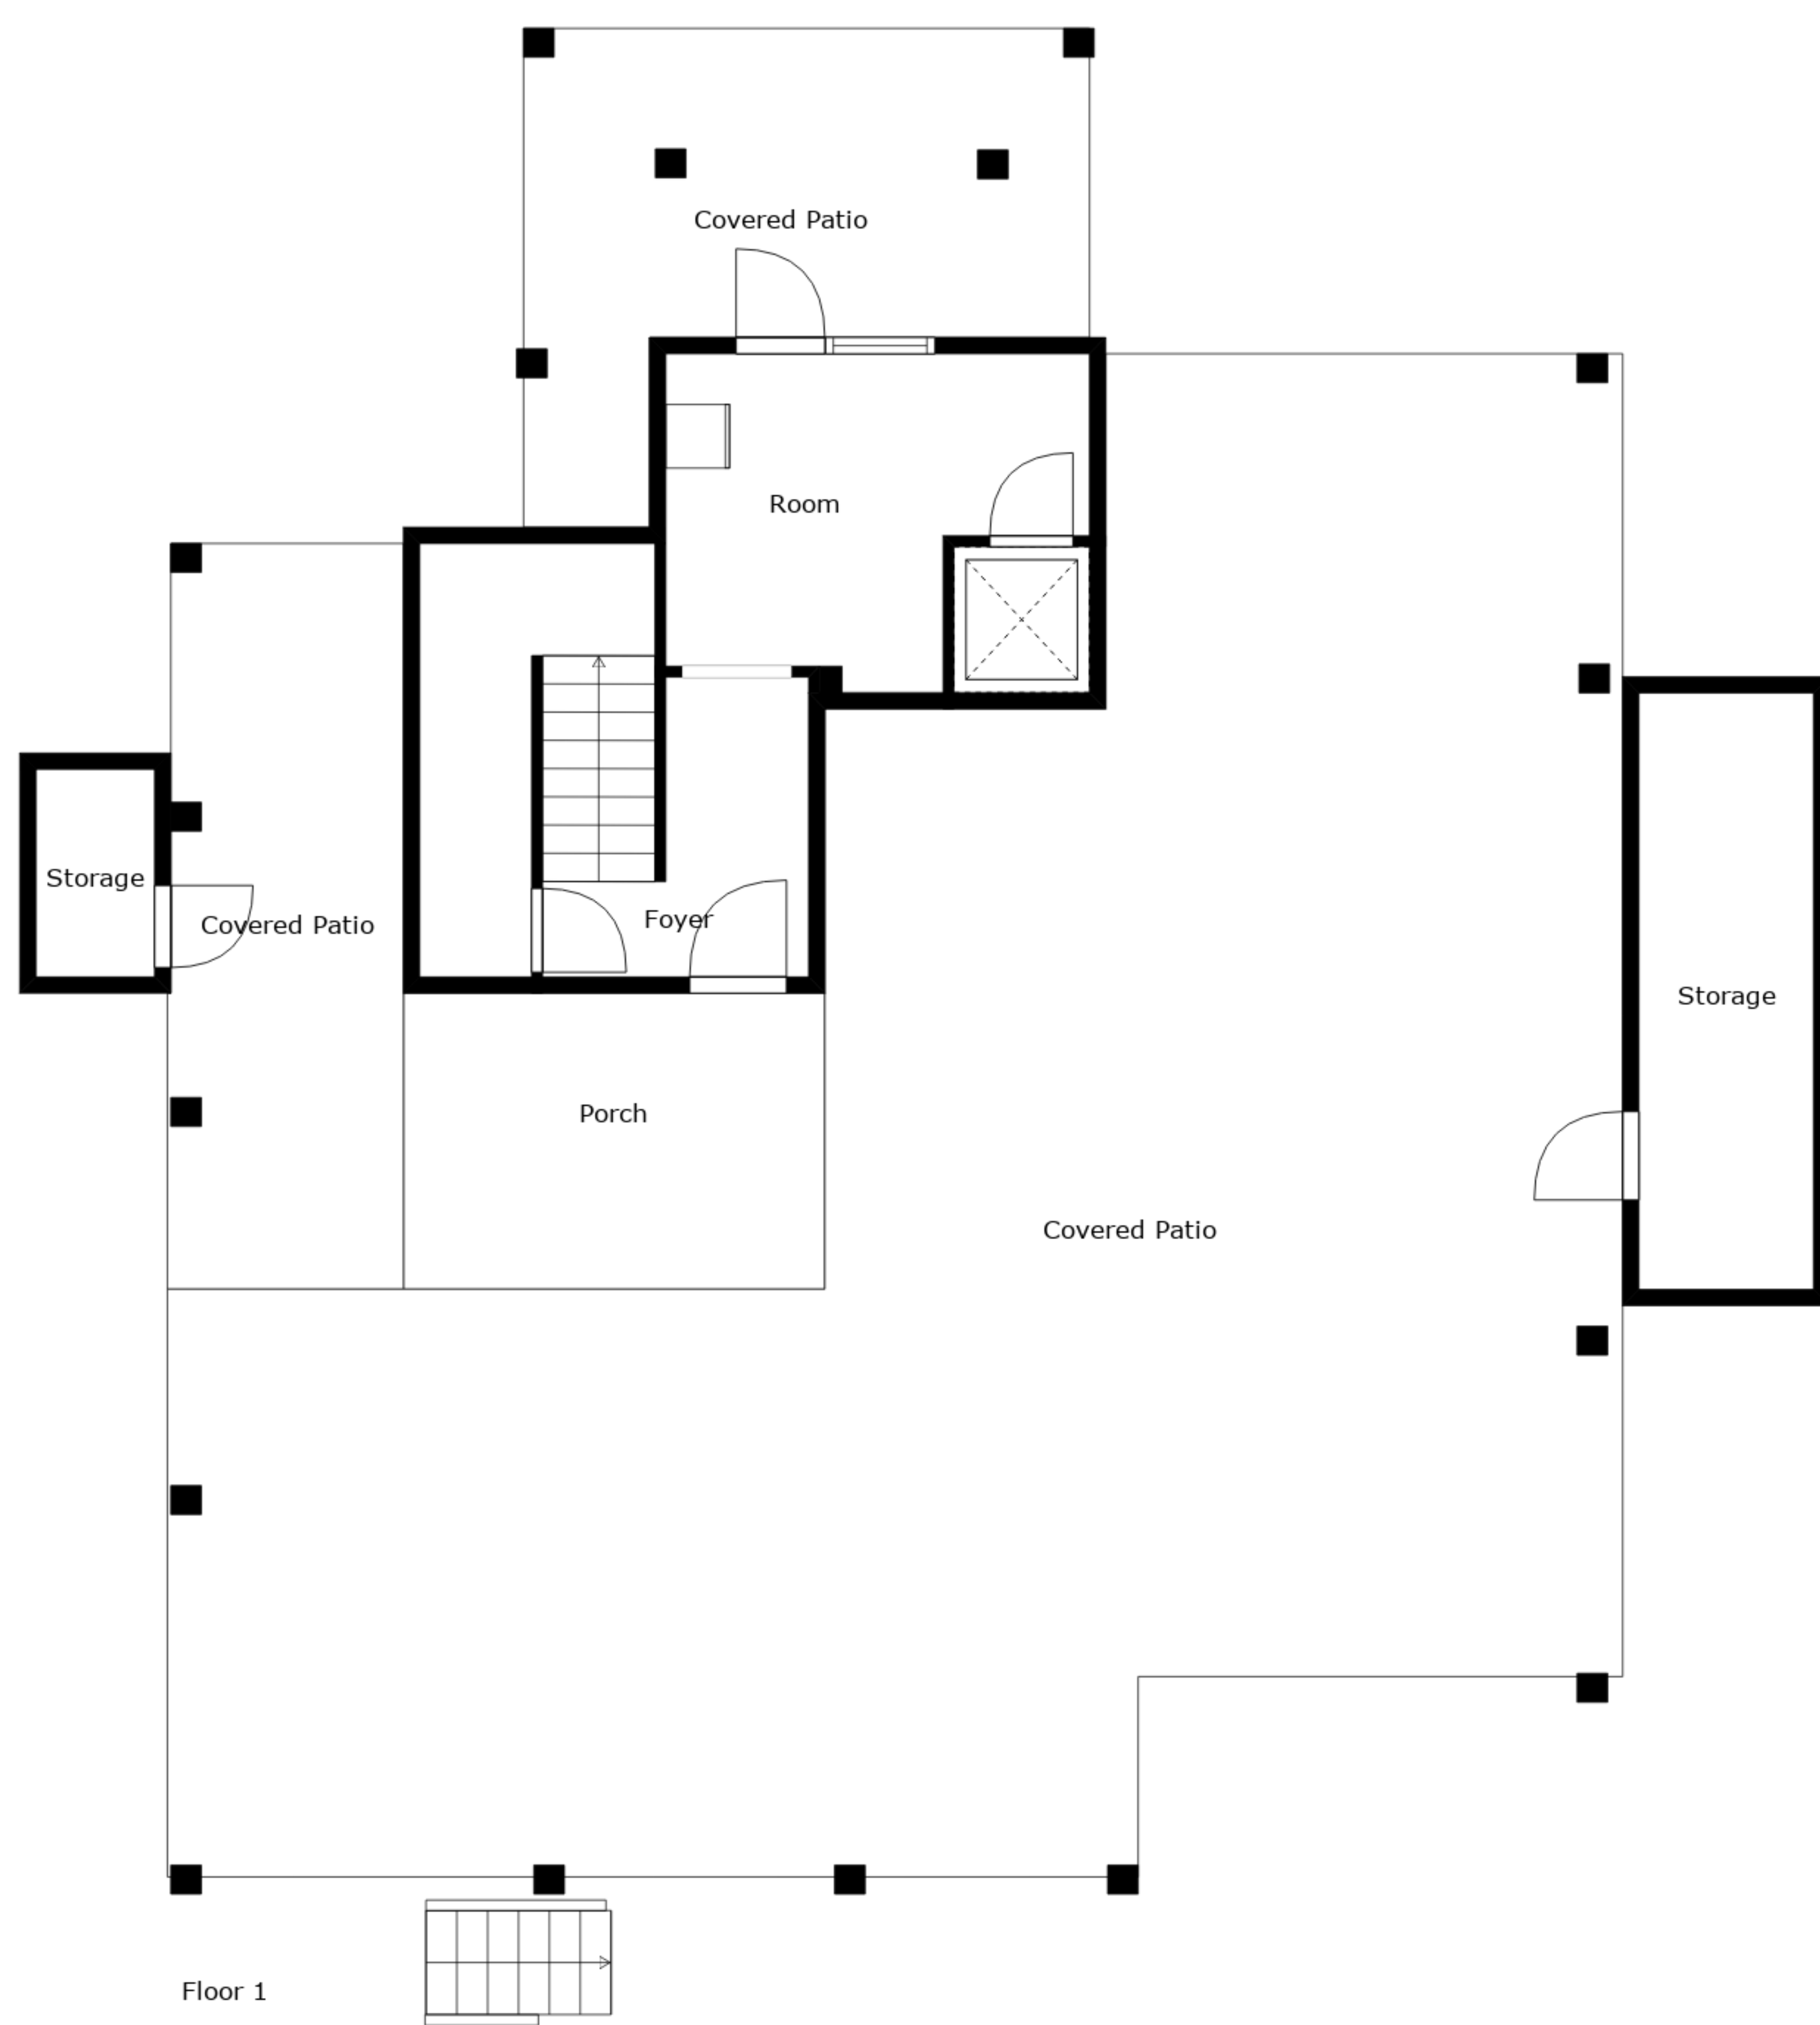 Covered Patio
Room
Storage
Covered Patio
Foyer
Storage
Porch
Covered Patio
Floor 1